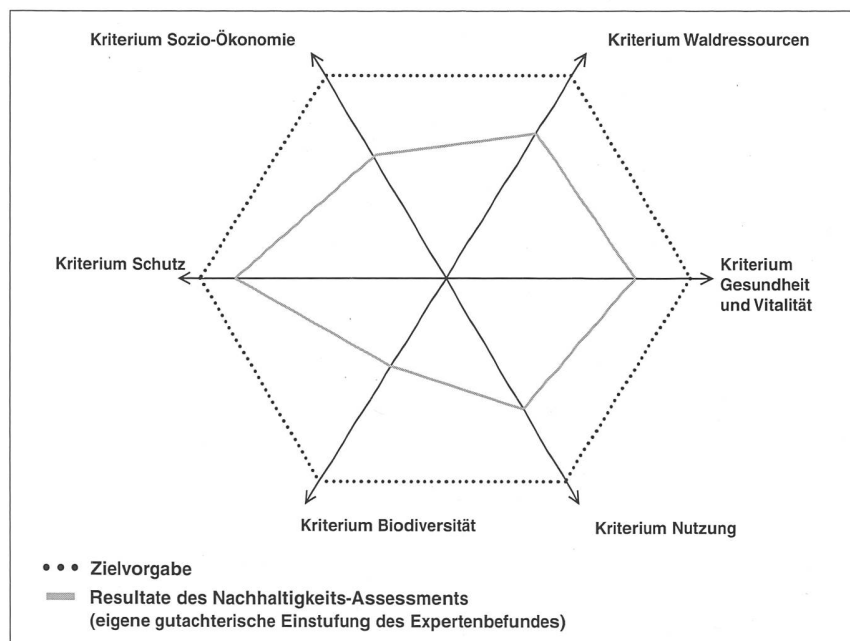 Kriterium Sozio-Ökonomie
Kriterium Waldressourcen
Kriterium Schutz
Kriterium
Gesundheit
und Vitalität
Kriterium Biodiversität
Kriterium Nutzung
Zielvorgabe
Resultate des Nachhaltigkeits-Assessments
(eigene gutachterische Einstufung des Expertenbefundes)